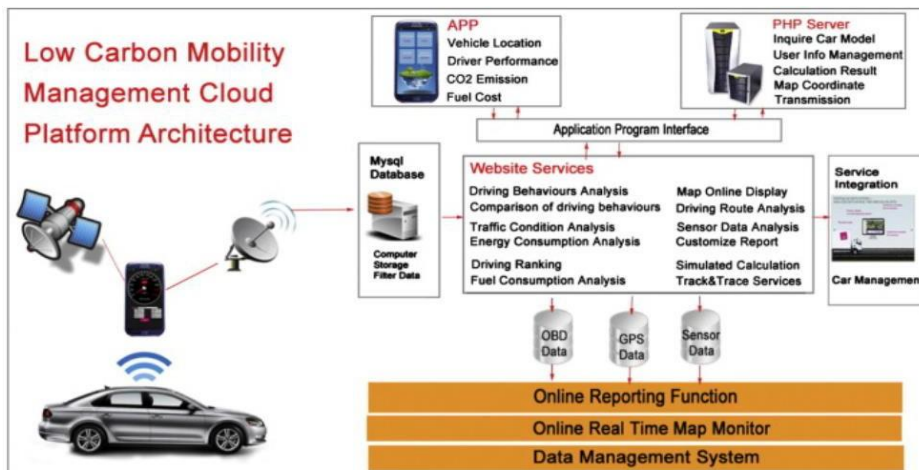 Low Carbon Mobility
Management Cloud
Platform Architecture
APP
Vehicle Location
Driver Performance
CO2 Emission
Fuel Cost
PHP Server
Inquire Car Model
User Info Management
Calculation Result
Map Coordinate
Transmission
Application Program Interface
Mysql
Database
Computer
Storage
Filter Data
Website Services
Driving Behaviours Analysis
Comparison of driving behaviours
Traffic Condition Analysis
Energy Consumption Analysis
Driving Ranking
Fuel Consumption Analysis
Map Online Display
Driving Route Analysis
Sensor Data Analysis
Customize Report
Simulated Calculation
Track&Trace Services
Service
Integration
Car Management
OBD
Data
GPS
Data
Sensor
Data
Online Reporting Function
Online Real Time Map Monitor
Data Management System